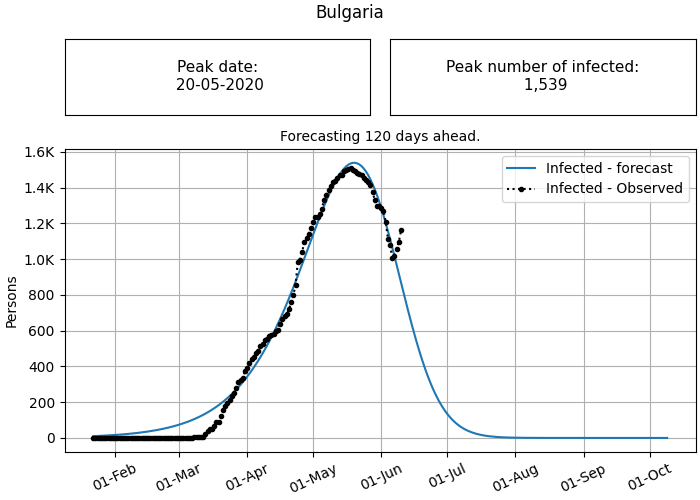 Bulgaria
Peak date:
20-05-2020
Peak number of infected:
1,539
Forecasting 120 days ahead.
1.6K
1.4K
1.2K
1.0K
800
600
400
200
0
Persons
Infected - forecast
Infected - Observed
01-Feb
01-Mar
01-Apr
01-May
01-Jun
01-Jul
01-Aug
01-Sep
01-Oct